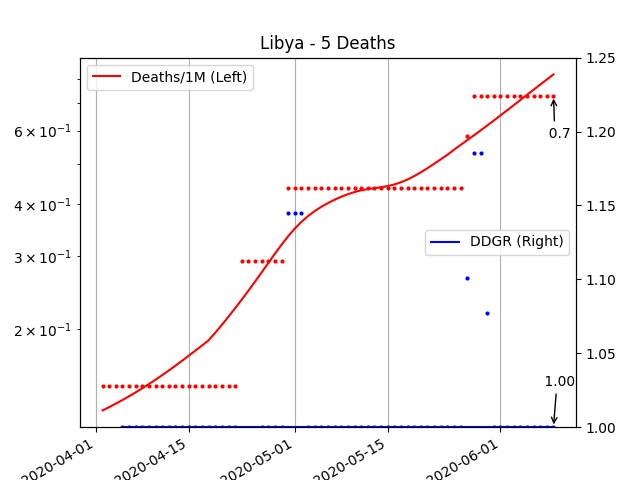 Libya - 5 Deaths
Deaths/1M (Left)
DDGR (Right)
0.7
1.00
6 × 10⁻¹
4 × 10⁻¹
3 × 10⁻¹
2 × 10⁻¹
1.25
1.20
1.15
1.10
1.05
1.00
2020-04-01
2020-04-15
2020-05-01
2020-05-15
2020-06-01